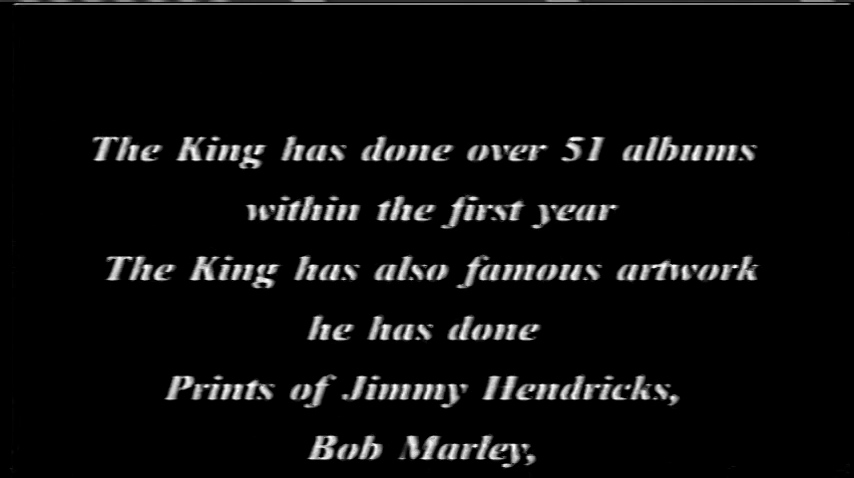 The King has done over 51 albums
within the first year
The King has also famous artwork
he has done
Prints of Jimmy Hendricks,
Bob Marley,